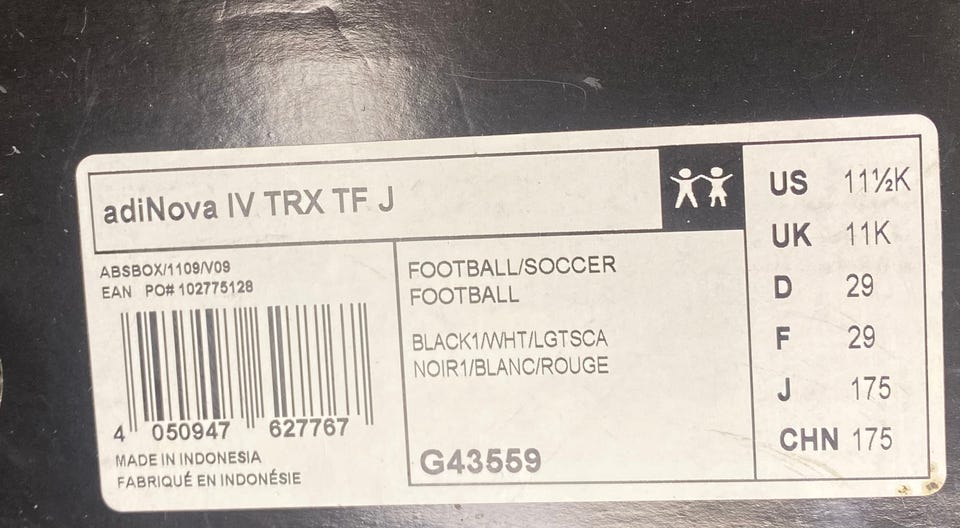 adiNova IV TRX TF J
ABSBOX/1109/V09
EAN PO# 102775128
4 050947 627767
MADE IN INDONESIA
FABRIQUÉ EN INDONÉSIE
FOOTBALL/SOCCER
FOOTBALL
BLACK1/WHT/LGTSCA
NOIR1/BLANC/ROUGE
G43559
US 11½K
UK 11K
D 29
F 29
J 175
CHN 175